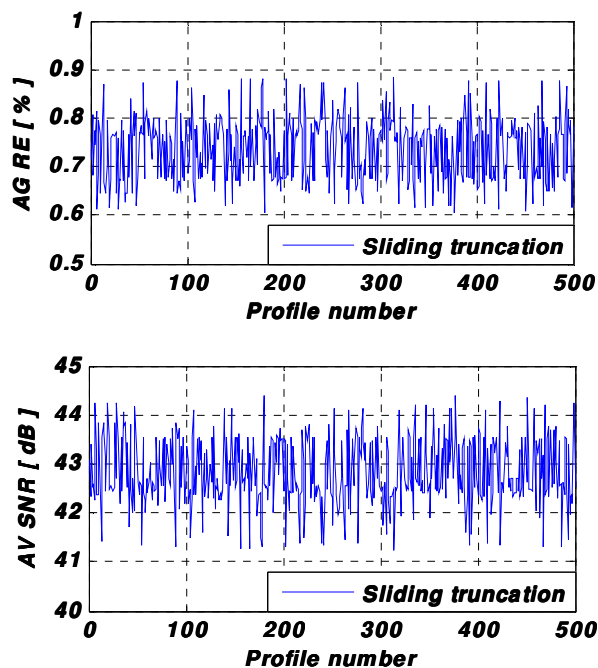 1
0.9
0.8
0.7
0.6
0.5
AG RE [ % ]
Sliding truncation
0 100 200 300 400 500
Profile number
45
44
43
42
41
40
AV SNR [ dB ]
Sliding truncation
0 100 200 300 400 500
Profile number